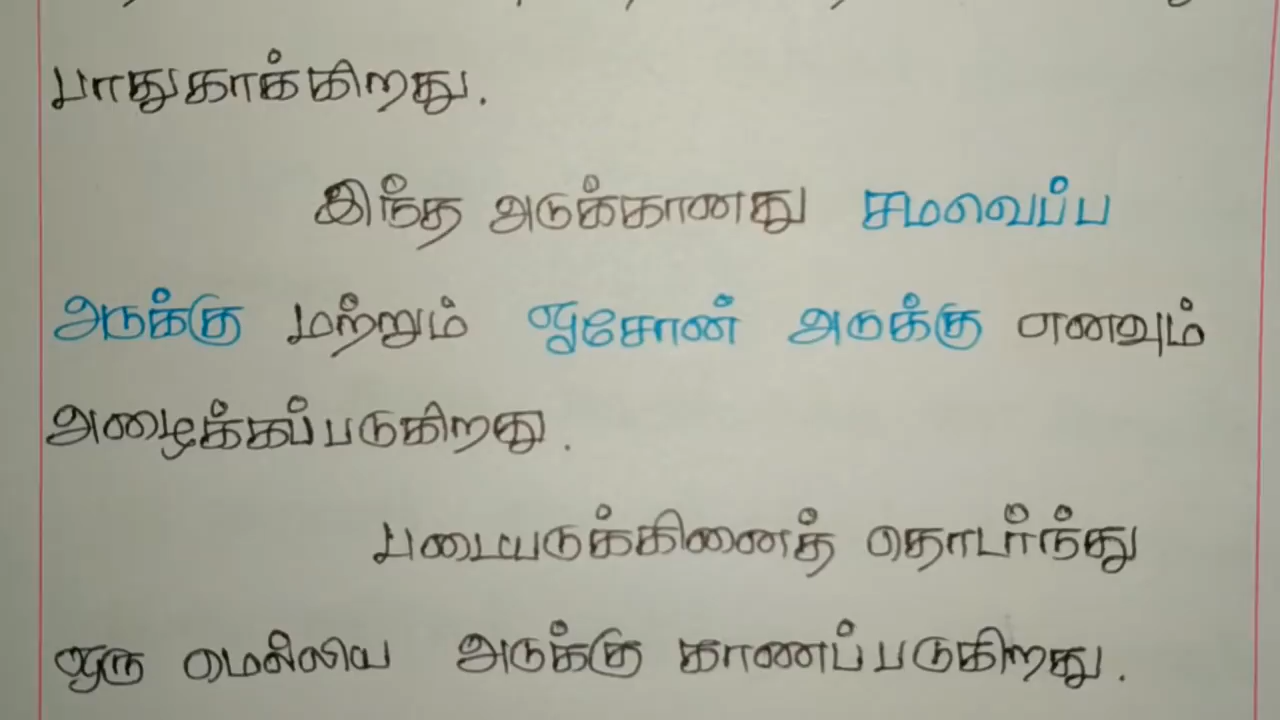 பாதுகாக்கிறது.
இந்த அடுக்கானது சமவெப்ப
அடுக்கு மற்றும் ஓசோன் அடுக்கு எனவும்
அழைக்கப்படுகிறது.
படையடுக்கினைத் தொடர்ந்து
ஒரு மெல்லிய அடுக்கு காணப்படுகிறது.